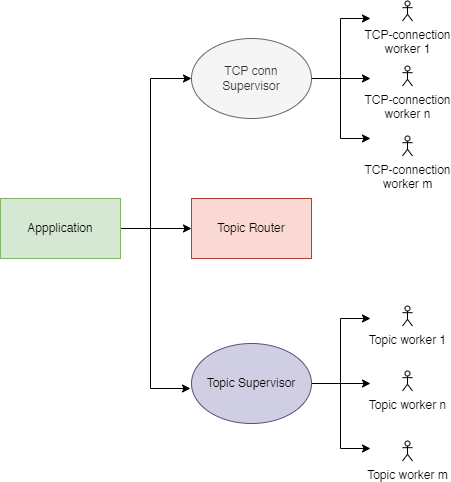 TCP conn
Supervisor
TCP-connection
worker 1
TCP-connection
worker n
TCP-connection
worker m
Appplication
Topic Router
Topic Supervisor
Topic worker 1
Topic worker n
Topic worker m